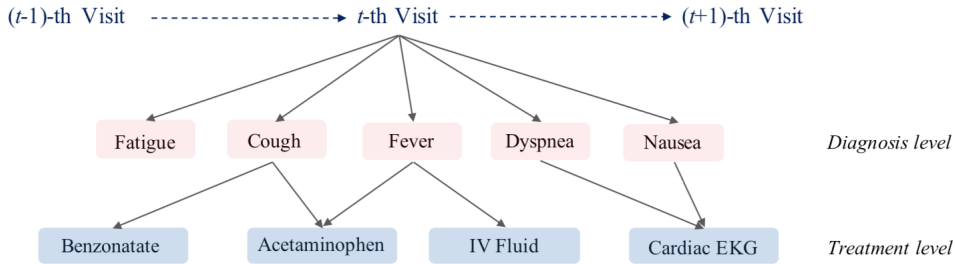 (t-1)-th Visit t-th Visit (t+1)-th Visit
Fatigue Cough Fever Dyspnea Nausea Diagnosis level
Benzonatate Acetaminophen IV Fluid Cardiac EKG Treatment level